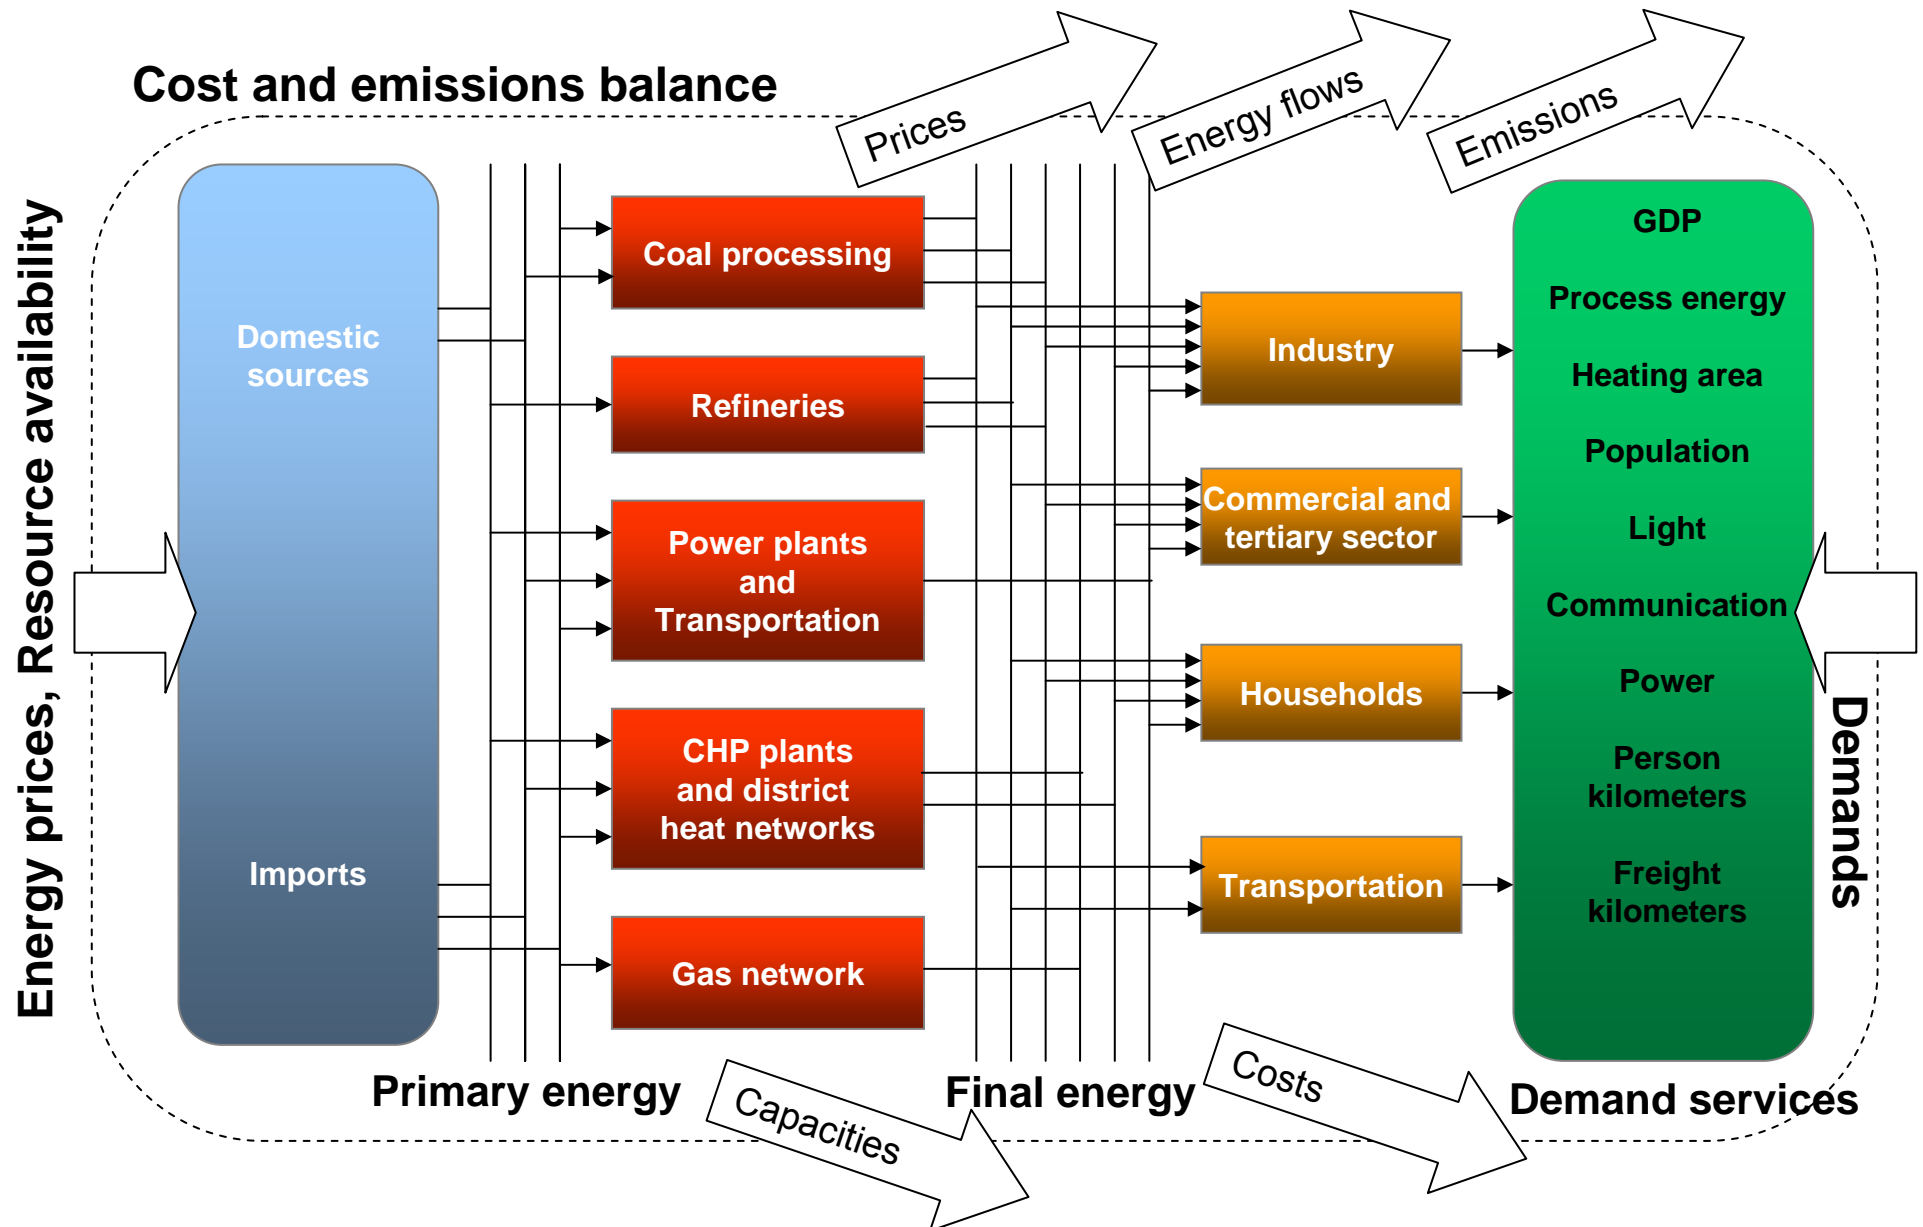 Cost and emissions balance
Prices
Energy flows
Emissions
Energy prices, Resource availability
Domestic
sources
Imports
Coal processing
Refineries
Power plants
and
Transportation
CHP plants
and district
heat networks
Gas network
Industry
Commercial and
tertiary sector
Households
Transportation
GDP
Process energy
Heating area
Population
Light
Communication
Power
Person
kilometers
Freight
kilometers
Demands
Primary energy
Final energy
Demand services
Capacities
Costs